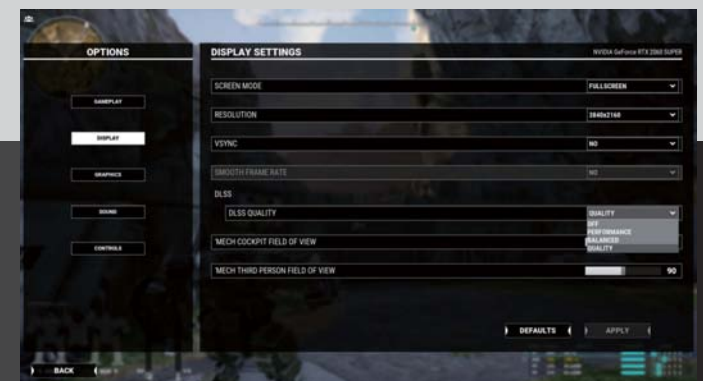 OPTIONS
GAMEPLAY
DISPLAY
GRAPHICS
SOUND
CONTROLS
BACK
DISPLAY SETTINGS
NVIDIA GeForce RTX 2060 SUPER
SCREEN MODE FULLSCREEN
RESOLUTION 3840x2160
VSYNC NO
SMOOTH FRAME RATE NO
DLSS
DLSS QUALITY QUALITY
OFF
PERFORMANCE
BALANCED
QUALITY
'MECH COCKPIT FIELD OF VIEW
'MECH THIRD PERSON FIELD OF VIEW 90
DEFAULTS APPLY